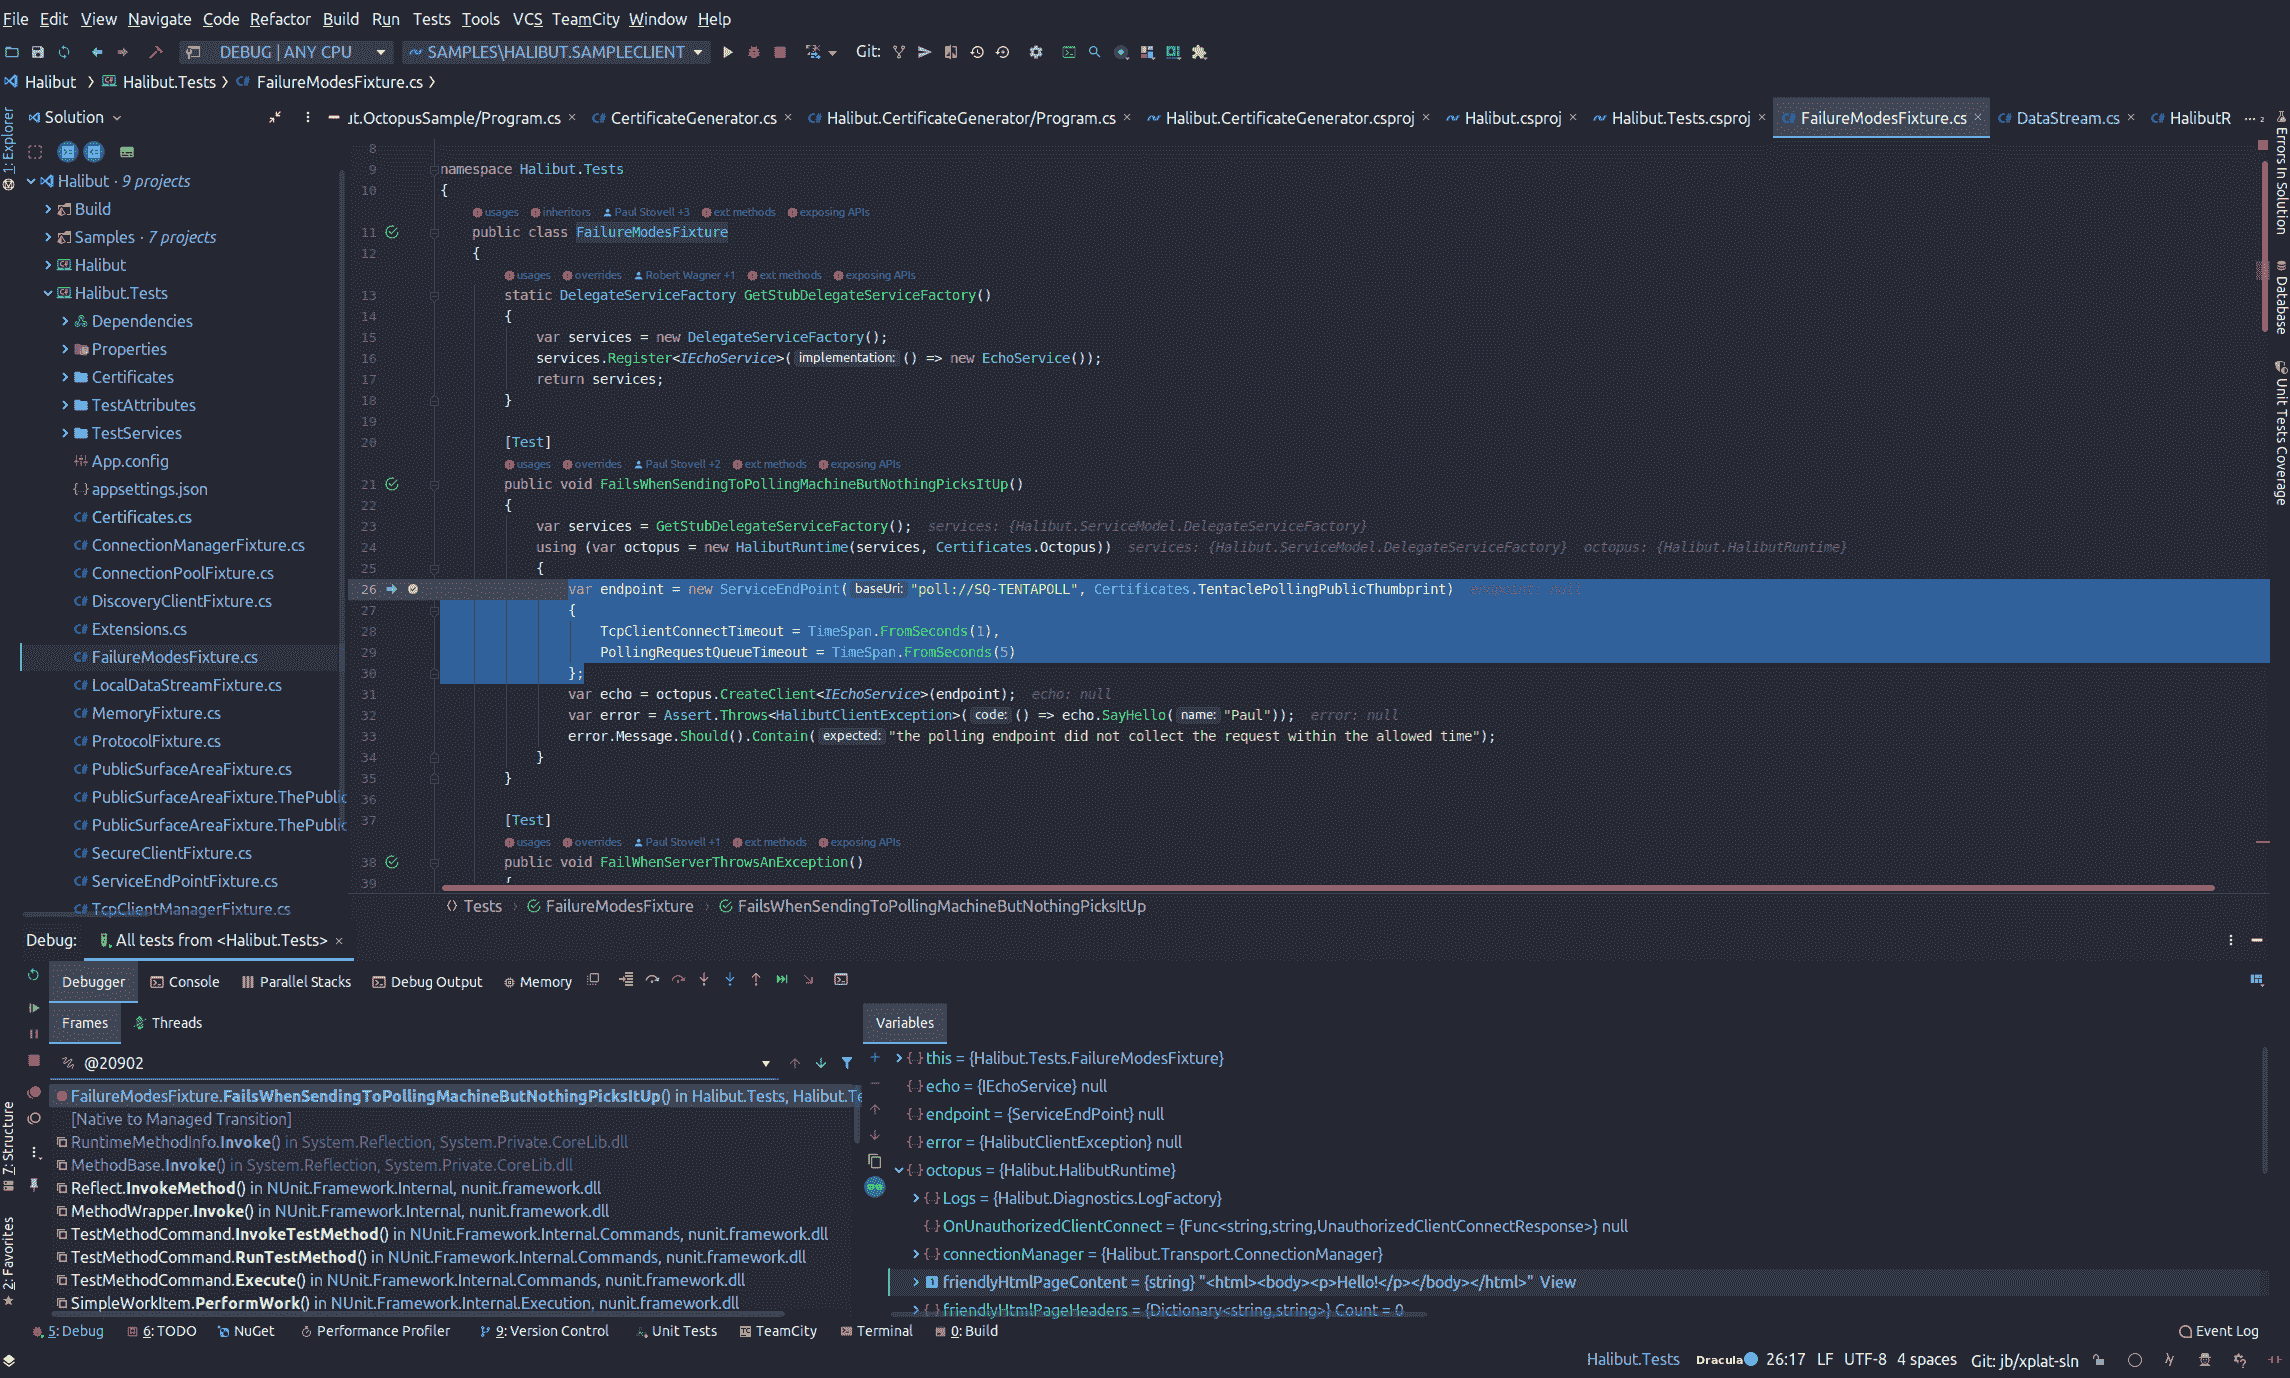 File Edit View Navigate Code Refactor Build Run Tests Tools VCS TeamCity Window Help
DEBUG | ANY CPU SAMPLES\HALIBUT.SAMPLECLIENT Git:
Halibut Halibut.Tests FailureModesFixture.cs
1: Explorer
Solution
ut.OctopusSample/Program.cs CertificateGenerator.cs Halibut.CertificateGenerator/Program.cs Halibut.CertificateGenerator.csproj Halibut.csproj Halibut.Tests.csproj FailureModesFixture.cs DataStream.cs HalibutR
Halibut · 9 projects
Build
Samples · 7 projects
Halibut
Halibut.Tests
Dependencies
Properties
Certificates
TestAttributes
TestServices
App.config
appsettings.json
Certificates.cs
ConnectionManagerFixture.cs
ConnectionPoolFixture.cs
DiscoveryClientFixture.cs
Extensions.cs
FailureModesFixture.cs
LocalDataStreamFixture.cs
MemoryFixture.cs
ProtocolFixture.cs
PublicSurfaceAreaFixture.cs
PublicSurfaceAreaFixture.ThePublic
PublicSurfaceAreaFixture.ThePublic
SecureClientFixture.cs
ServiceEndPointFixture.cs
TcpClientManagerFixture.cs
8
9 namespace Halibut.Tests
10 {
usages inheritors Paul Stovell +3 ext methods exposing APIs
11 public class FailureModesFixture
12 {
usages overrides Robert Wagner +1 ext methods exposing APIs
13 static DelegateServiceFactory GetStubDelegateServiceFactory()
14 {
15 var services = new DelegateServiceFactory();
16 services.Register<IEchoService>( implementation: () => new EchoService());
17 return services;
18 }
19
20 [Test]
usages overrides Paul Stovell +2 ext methods exposing APIs
21 public void FailsWhenSendingToPollingMachineButNothingPicksItUp()
22 {
23 var services = GetStubDelegateServiceFactory(); services: {Halibut.ServiceModel.DelegateServiceFactory}
24 using (var octopus = new HalibutRuntime(services, Certificates.Octopus)) services: {Halibut.ServiceModel.DelegateServiceFactory} octopus: {Halibut.HalibutRuntime}
25 {
26 var endpoint = new ServiceEndPoint( baseUri: "poll://SQ-TENTAPOLL", Certificates.TentaclePollingPublicThumbprint) endpoint: null
27 {
28 TcpClientConnectTimeout = TimeSpan.FromSeconds(1),
29 PollingRequestQueueTimeout = TimeSpan.FromSeconds(5)
30 };
31 var echo = octopus.CreateClient<IEchoService>(endpoint); echo: null
32 var error = Assert.Throws<HalibutClientException>( code: () => echo.SayHello( name: "Paul")); error: null
33 error.Message.Should().Contain( expected: "the polling endpoint did not collect the request within the allowed time");
34 }
35 }
36
37 [Test]
usages overrides Paul Stovell +1 ext methods exposing APIs
38 public void FailWhenServerThrowsAnException()
39 {
Tests FailureModesFixture FailsWhenSendingToPollingMachineButNothingPicksItUp
Errors In Solution
Database
Unit Tests Coverage
Debug: All tests from <Halibut.Tests>
Debugger Console Parallel Stacks Debug Output Memory
Frames Threads
@20902
FailureModesFixture.FailsWhenSendingToPollingMachineButNothingPicksItUp() in Halibut.Tests, Halibut.Te
[Native to Managed Transition]
RuntimeMethodInfo.Invoke() in System.Reflection, System.Private.CoreLib.dll
MethodBase.Invoke() in System.Reflection, System.Private.CoreLib.dll
Reflect.InvokeMethod() in NUnit.Framework.Internal, nunit.framework.dll
MethodWrapper.Invoke() in NUnit.Framework.Internal, nunit.framework.dll
TestMethodCommand.InvokeTestMethod() in NUnit.Framework.Internal.Commands, nunit.framework.dll
TestMethodCommand.RunTestMethod() in NUnit.Framework.Internal.Commands, nunit.framework.dll
TestMethodCommand.Execute() in NUnit.Framework.Internal.Commands, nunit.framework.dll
SimpleWorkItem.PerformWork() in NUnit.Framework.Internal.Execution, nunit.framework.dll
Variables
this = {Halibut.Tests.FailureModesFixture}
echo = {IEchoService} null
endpoint = {ServiceEndPoint} null
error = {HalibutClientException} null
octopus = {Halibut.HalibutRuntime}
Logs = {Halibut.Diagnostics.LogFactory}
OnUnauthorizedClientConnect = {Func<string,string,UnauthorizedClientConnectResponse>} null
connectionManager = {Halibut.Transport.ConnectionManager}
friendlyHtmlPageContent = {string} "<html><body><p>Hello!</p></body></html>" View
friendlyHtmlPageHeaders = {Dictionary<string,string>} Count = 0
7: Structure
2: Favorites
5: Debug 6: TODO NuGet Performance Profiler 9: Version Control Unit Tests TeamCity Terminal 0: Build Event Log
Halibut.Tests Dracula 26:17 LF UTF-8 4 spaces Git: jb/xplat-sln